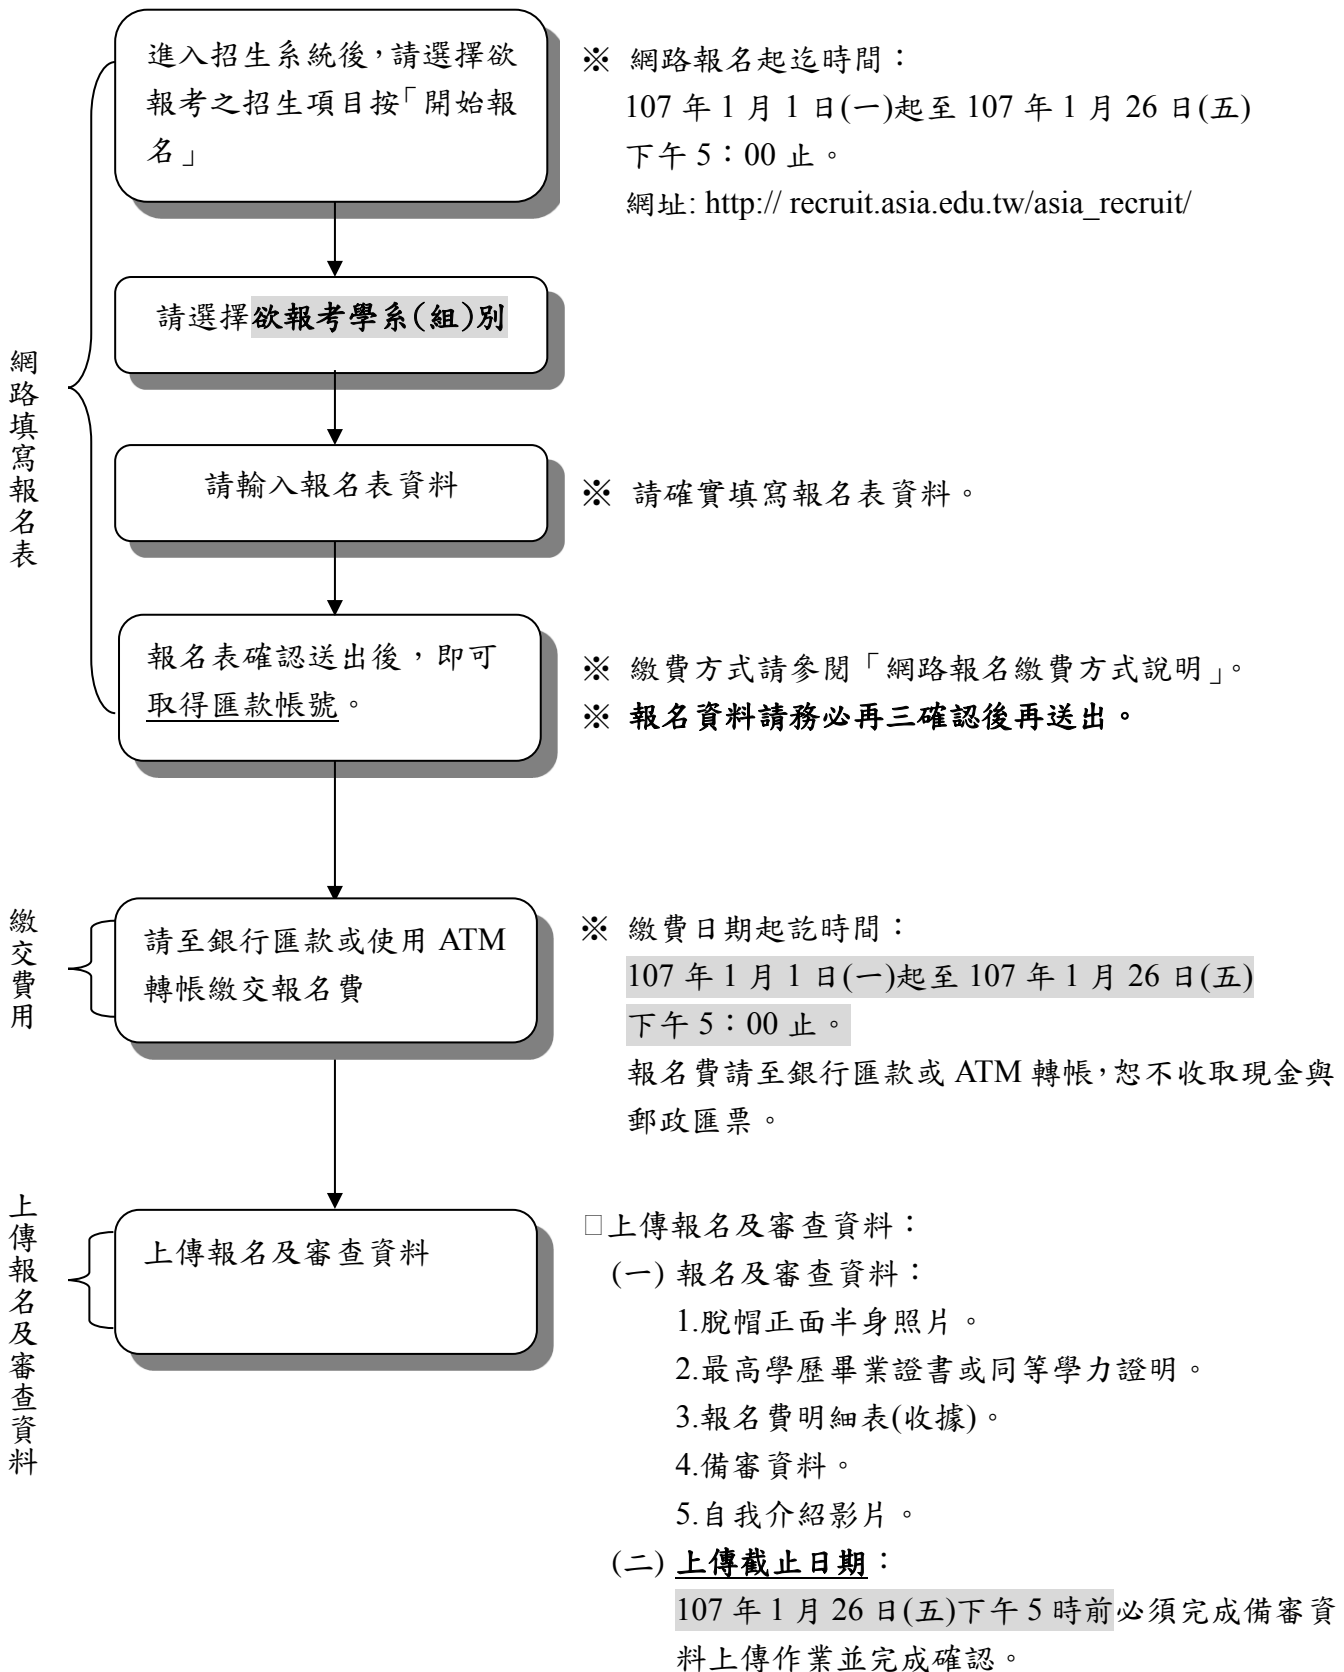 進入招生系統後，請選擇欲
報考之招生項目按「開始報
名」
※ 網路報名起迄時間：
107 年 1 月 1 日(一)起至 107 年 1 月 26 日(五)
下午 5：00 止。
網址: http:// recruit.asia.edu.tw/asia_recruit/
請選擇欲報考學系(組)別
網路填寫報名表
請輸入報名表資料
※ 請確實填寫報名表資料。
報名表確認送出後，即可
取得匯款帳號。
※ 繳費方式請參閱「網路報名繳費方式說明」。
※ 報名資料請務必再三確認後再送出。
繳交費用
請至銀行匯款或使用 ATM
轉帳繳交報名費
※ 繳費日期起訖時間：
107 年 1 月 1 日(一)起至 107 年 1 月 26 日(五)
下午 5：00 止。
報名費請至銀行匯款或 ATM 轉帳，恕不收取現金與
郵政匯票。
上傳報名及審查資料
上傳報名及審查資料
□上傳報名及審查資料：
(一) 報名及審查資料：
1.脫帽正面半身照片。
2.最高學歷畢業證書或同等學力證明。
3.報名費明細表(收據)。
4.備審資料。
5.自我介紹影片。
(二) 上傳截止日期：
107 年 1 月 26 日(五)下午 5 時前必須完成備審資
料上傳作業並完成確認。